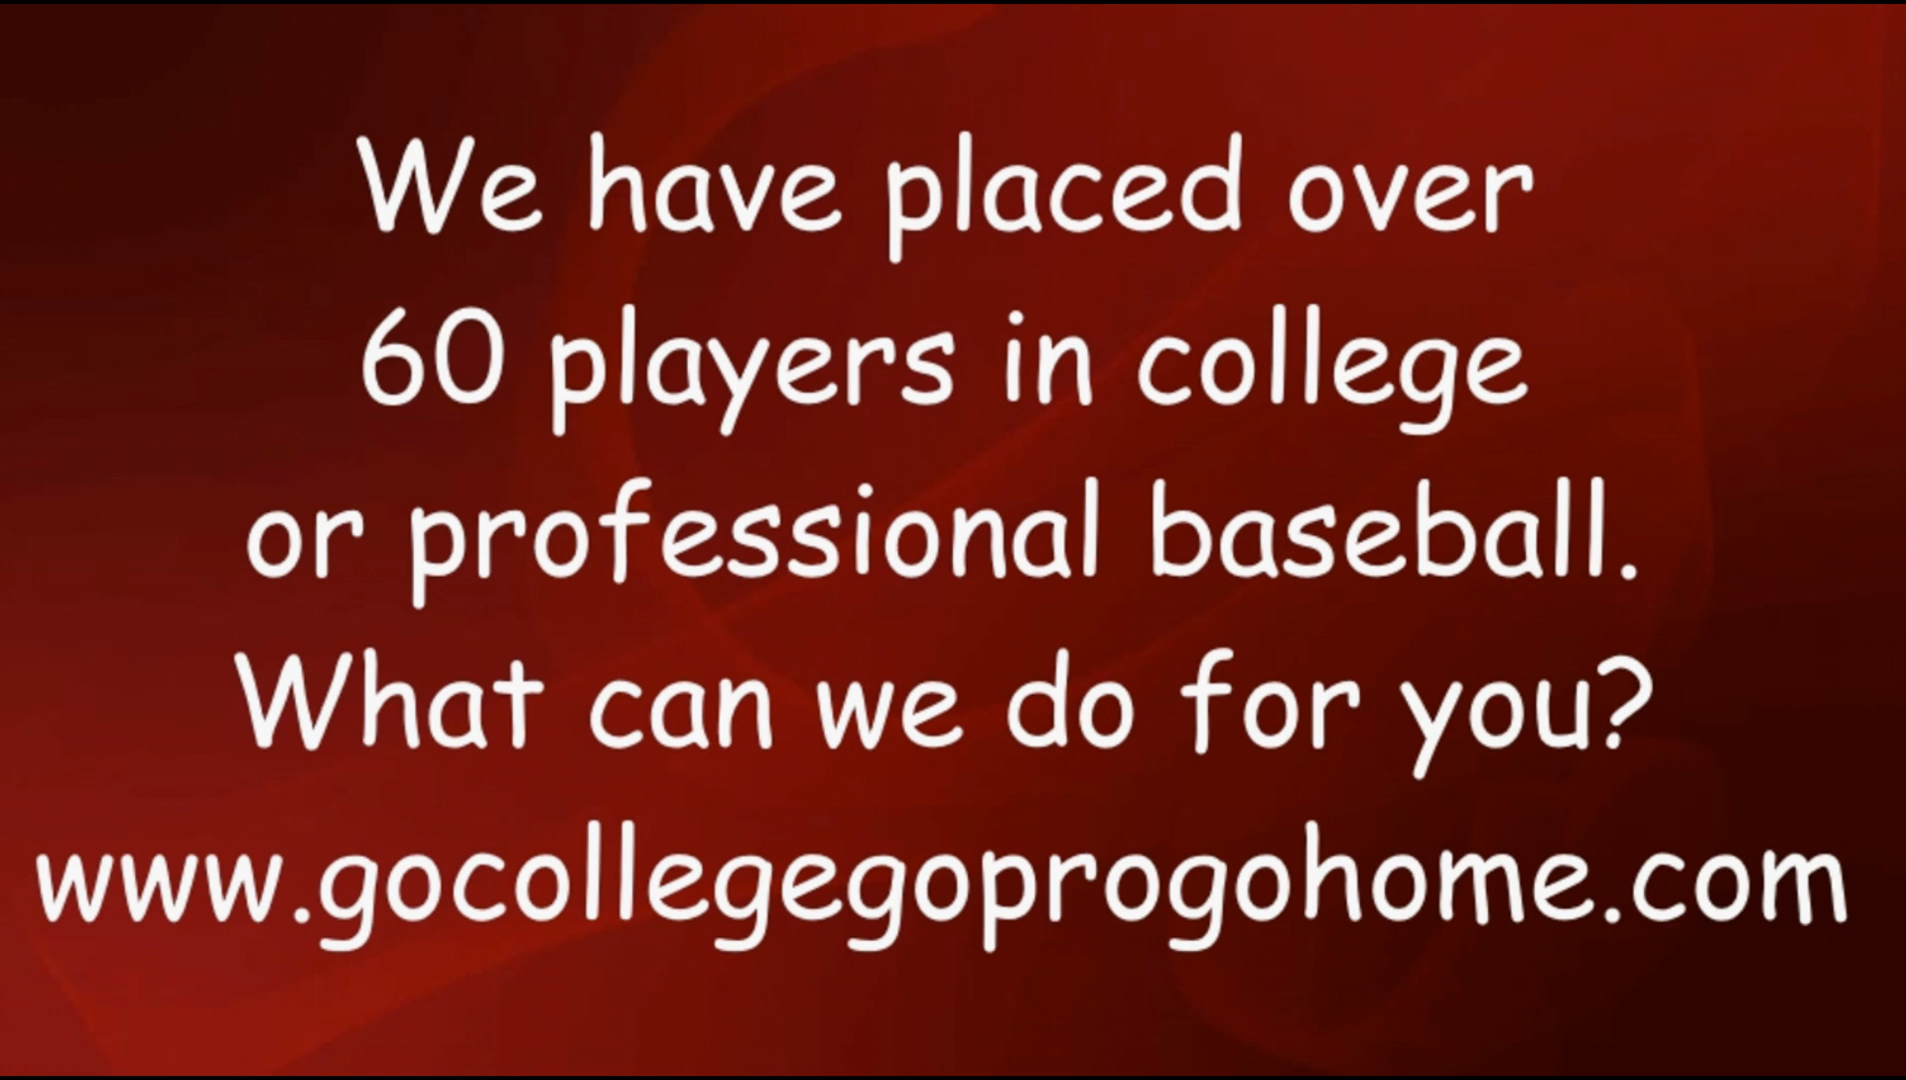 We have placed over
60 players in college
or professional baseball.
What can we do for you?
www.gocollegegoprogohome.com